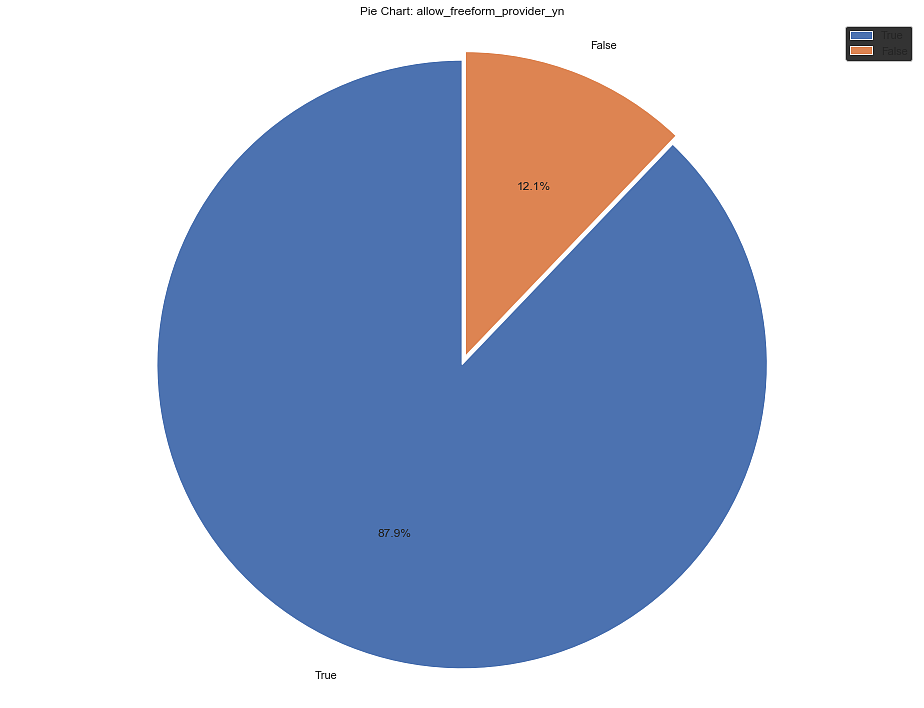 Pie Chart: allow_freeform_provider_yn
False
True
False
12.1%
87.9%
True